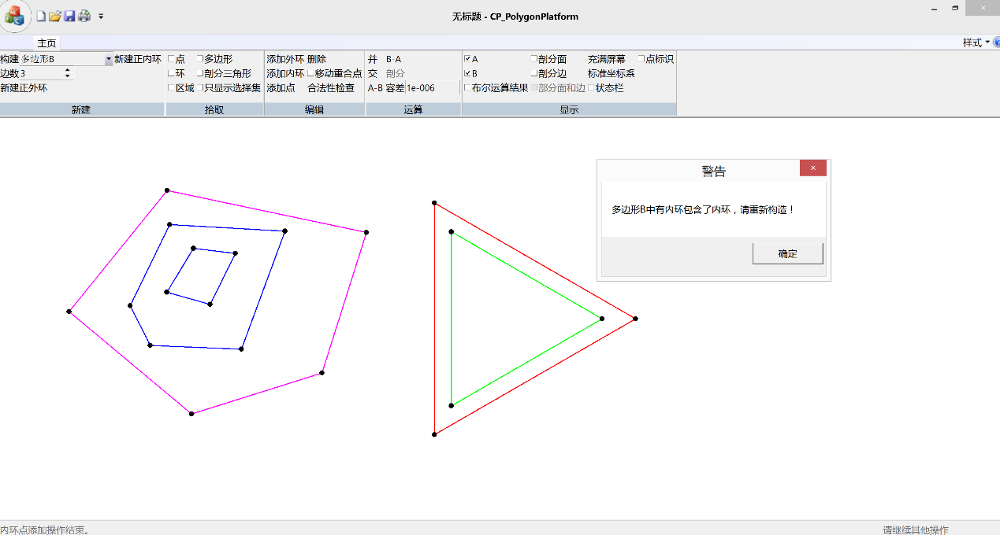 无标题 - CP_PolygonPlatform
主页
样式
构建 多边形B 新建正内环
边数 3
新建正外环
新建
点 多边形
环 剖分三角形
区域 只显示选择集
拾取
添加外环 删除
添加内环 移动重合点
添加点 合法性检查
编辑
并 B-A
交 剖分
A-B 容差 1e-006
运算
A 剖分面 充满屏幕 点标识
B 剖分边 标准坐标系
布尔运算结果 剖分面和边 状态栏
显示
警告
多边形B中有内环包含了内环，请重新构造！
确定
内环点添加操作结束。
请继续其他操作